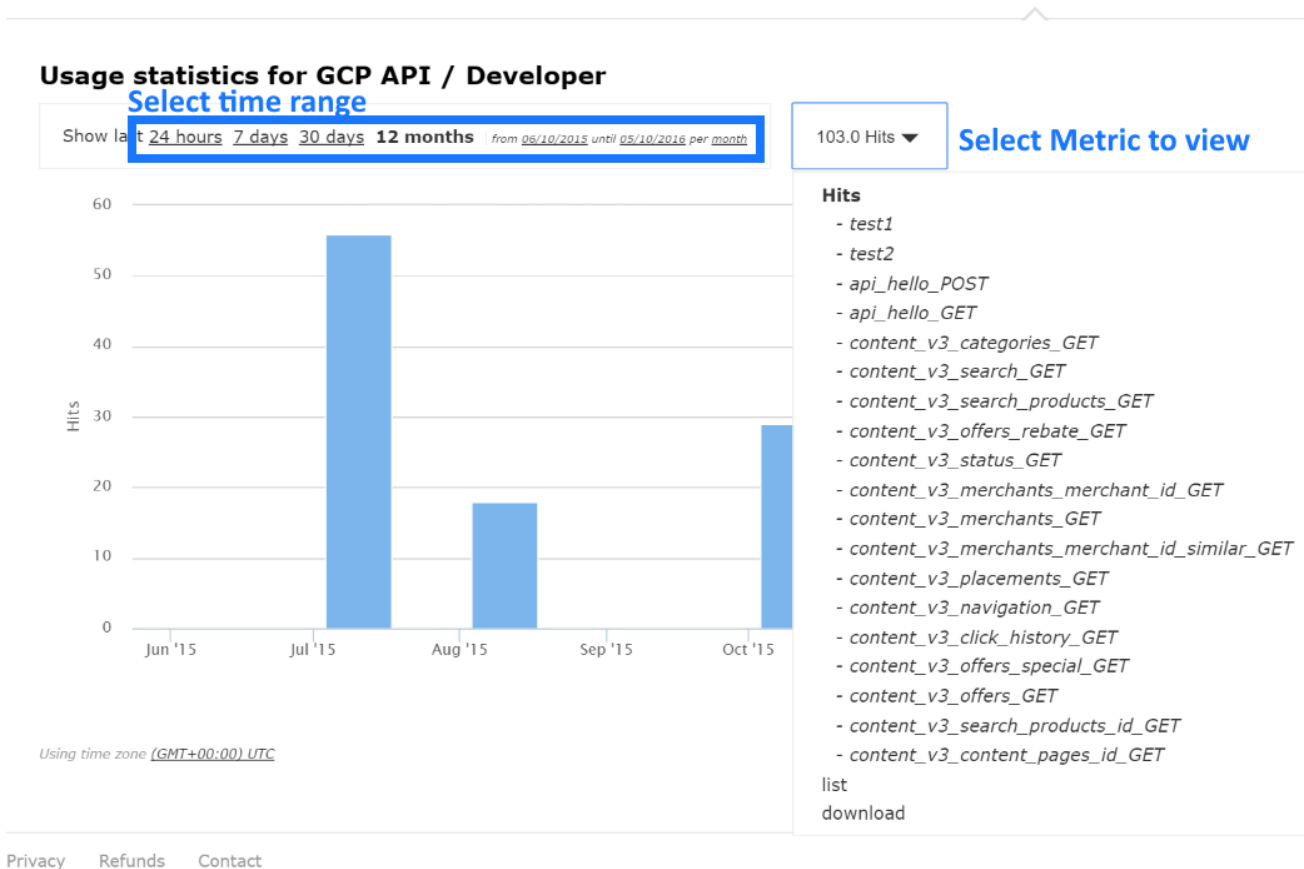 Usage statistics for GCP API / Developer
Select time range
Show last 24 hours 7 days 30 days 12 months from 06/10/2015 until 05/10/2016 per month
103.0 Hits
Select Metric to view
60
50
40
30
20
10
0
Hits
Jun '15 Jul '15 Aug '15 Sep '15 Oct '15
Hits
- test1
- test2
- api_hello_POST
- api_hello_GET
- content_v3_categories_GET
- content_v3_search_GET
- content_v3_search_products_GET
- content_v3_offers_rebate_GET
- content_v3_status_GET
- content_v3_merchants_merchant_id_GET
- content_v3_merchants_GET
- content_v3_merchants_merchant_id_similar_GET
- content_v3_placements_GET
- content_v3_navigation_GET
- content_v3_click_history_GET
- content_v3_offers_special_GET
- content_v3_offers_GET
- content_v3_search_products_id_GET
- content_v3_content_pages_id_GET
list
download
Using time zone (GMT+00:00) UTC
Privacy Refunds Contact